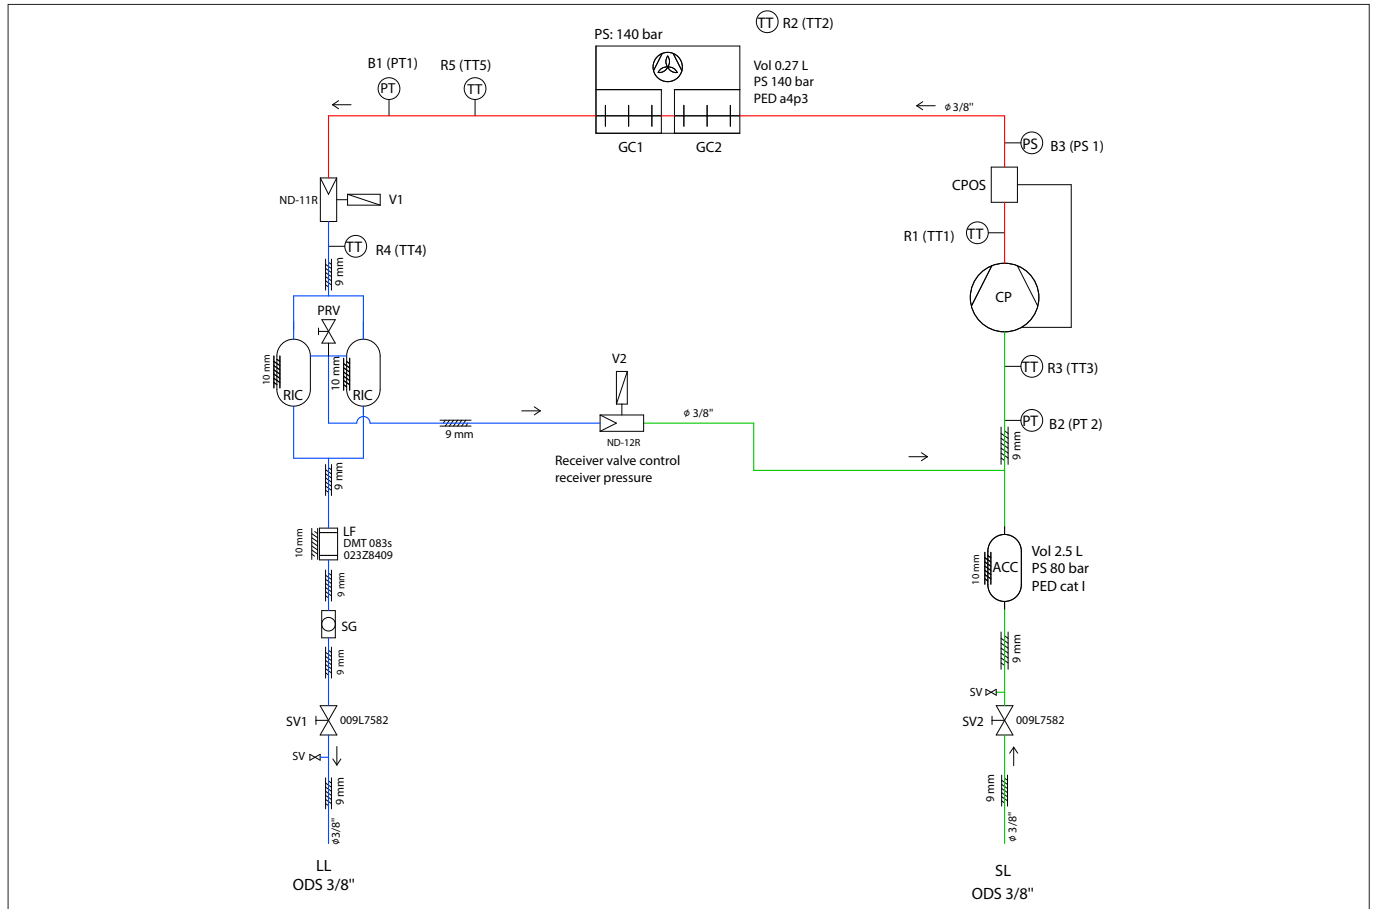 TT R2 (TT2)
PS: 140 bar
B1 (PT1)
R5 (TT5)
Vol 0.27 L
PS 140 bar
PED a4p3
PT
TT
ϕ 3/8"
GC1
GC2
PS B3 (PS 1)
CPOS
ND-11R
V1
R1 (TT1) TT
TT R4 (TT4)
9 mm
CP
PRV
10 mm
RIC
10 mm
RIC
V2
TT R3 (TT3)
ϕ 3/8"
PT B2 (PT 2)
9 mm
ND-12R
9 mm
Receiver valve control
receiver pressure
9 mm
LF
DMT 083s
023Z8409
10 mm
10 mm
ACC
Vol 2.5 L
PS 80 bar
PED cat I
9 mm
SG
9 mm
9 mm
SV
SV1
009L7582
SV2
009L7582
SV
9 mm
9 mm
ϕ3/8"
ϕ 3/8"
LL
ODS 3/8"
SL
ODS 3/8"